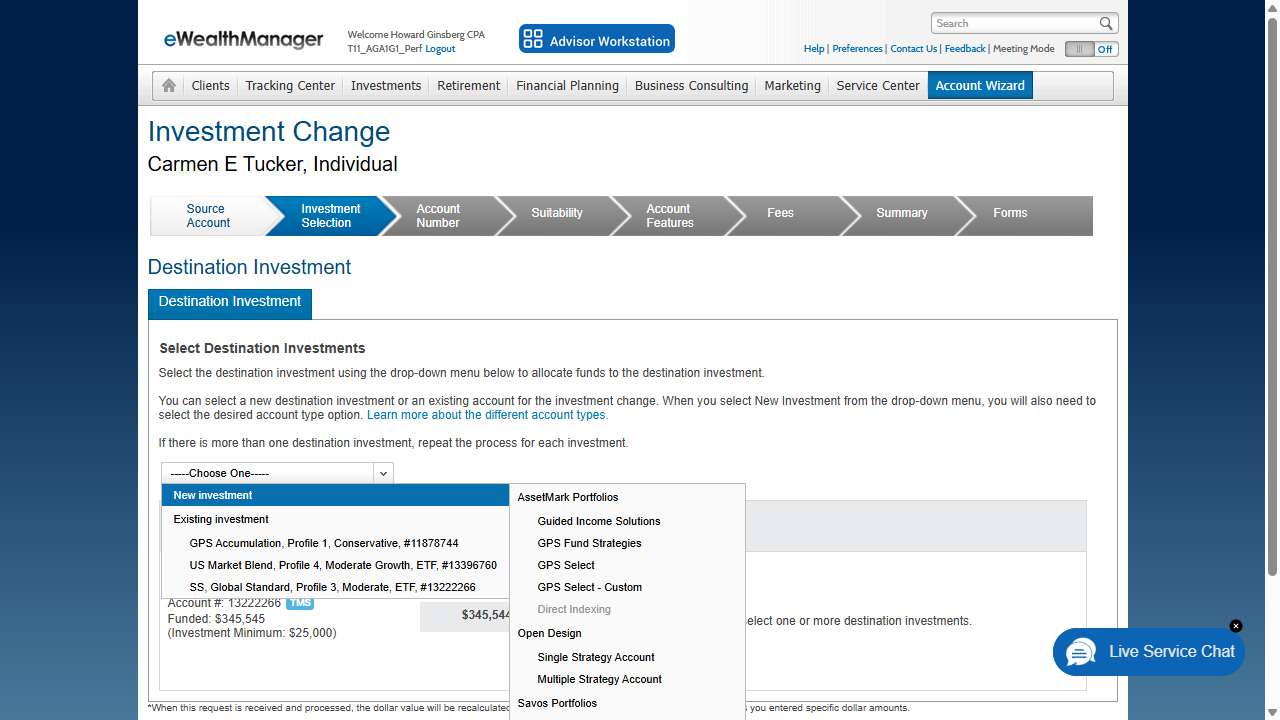 eWealthManager
Welcome Howard Ginsberg CPA
T11_AGA1G1_Perf Logout
Advisor Workstation
Search
Help | Preferences | Contact Us | Feedback | Meeting Mode
Off
Clients
Tracking Center
Investments
Retirement
Financial Planning
Business Consulting
Marketing
Service Center
Account Wizard
Investment Change
Carmen E Tucker, Individual
Source
Account
Investment
Selection
Account
Number
Suitability
Account
Features
Fees
Summary
Forms
Destination Investment
Destination Investment
Select Destination Investments
Select the destination investment using the drop-down menu below to allocate funds to the destination investment.
You can select a new destination investment or an existing account for the investment change. When you select New Investment from the drop-down menu, you will also need to
select the desired account type option. Learn more about the different account types.
If there is more than one destination investment, repeat the process for each investment.
-----Choose One-----
New investment
Existing investment
GPS Accumulation, Profile 1, Conservative, #11878744
US Market Blend, Profile 4, Moderate Growth, ETF, #13396760
SS, Global Standard, Profile 3, Moderate, ETF, #13222266
AssetMark Portfolios
Guided Income Solutions
GPS Fund Strategies
GPS Select
GPS Select - Custom
Direct Indexing
Open Design
Single Strategy Account
Multiple Strategy Account
Savos Portfolios
Account #: 13222266 TMS
Funded: $345,545
(Investment Minimum: $25,000)
$345,544
elect one or more destination investments.
Live Service Chat
*When this request is received and processed, the dollar value will be recalculated
you entered specific dollar amounts.